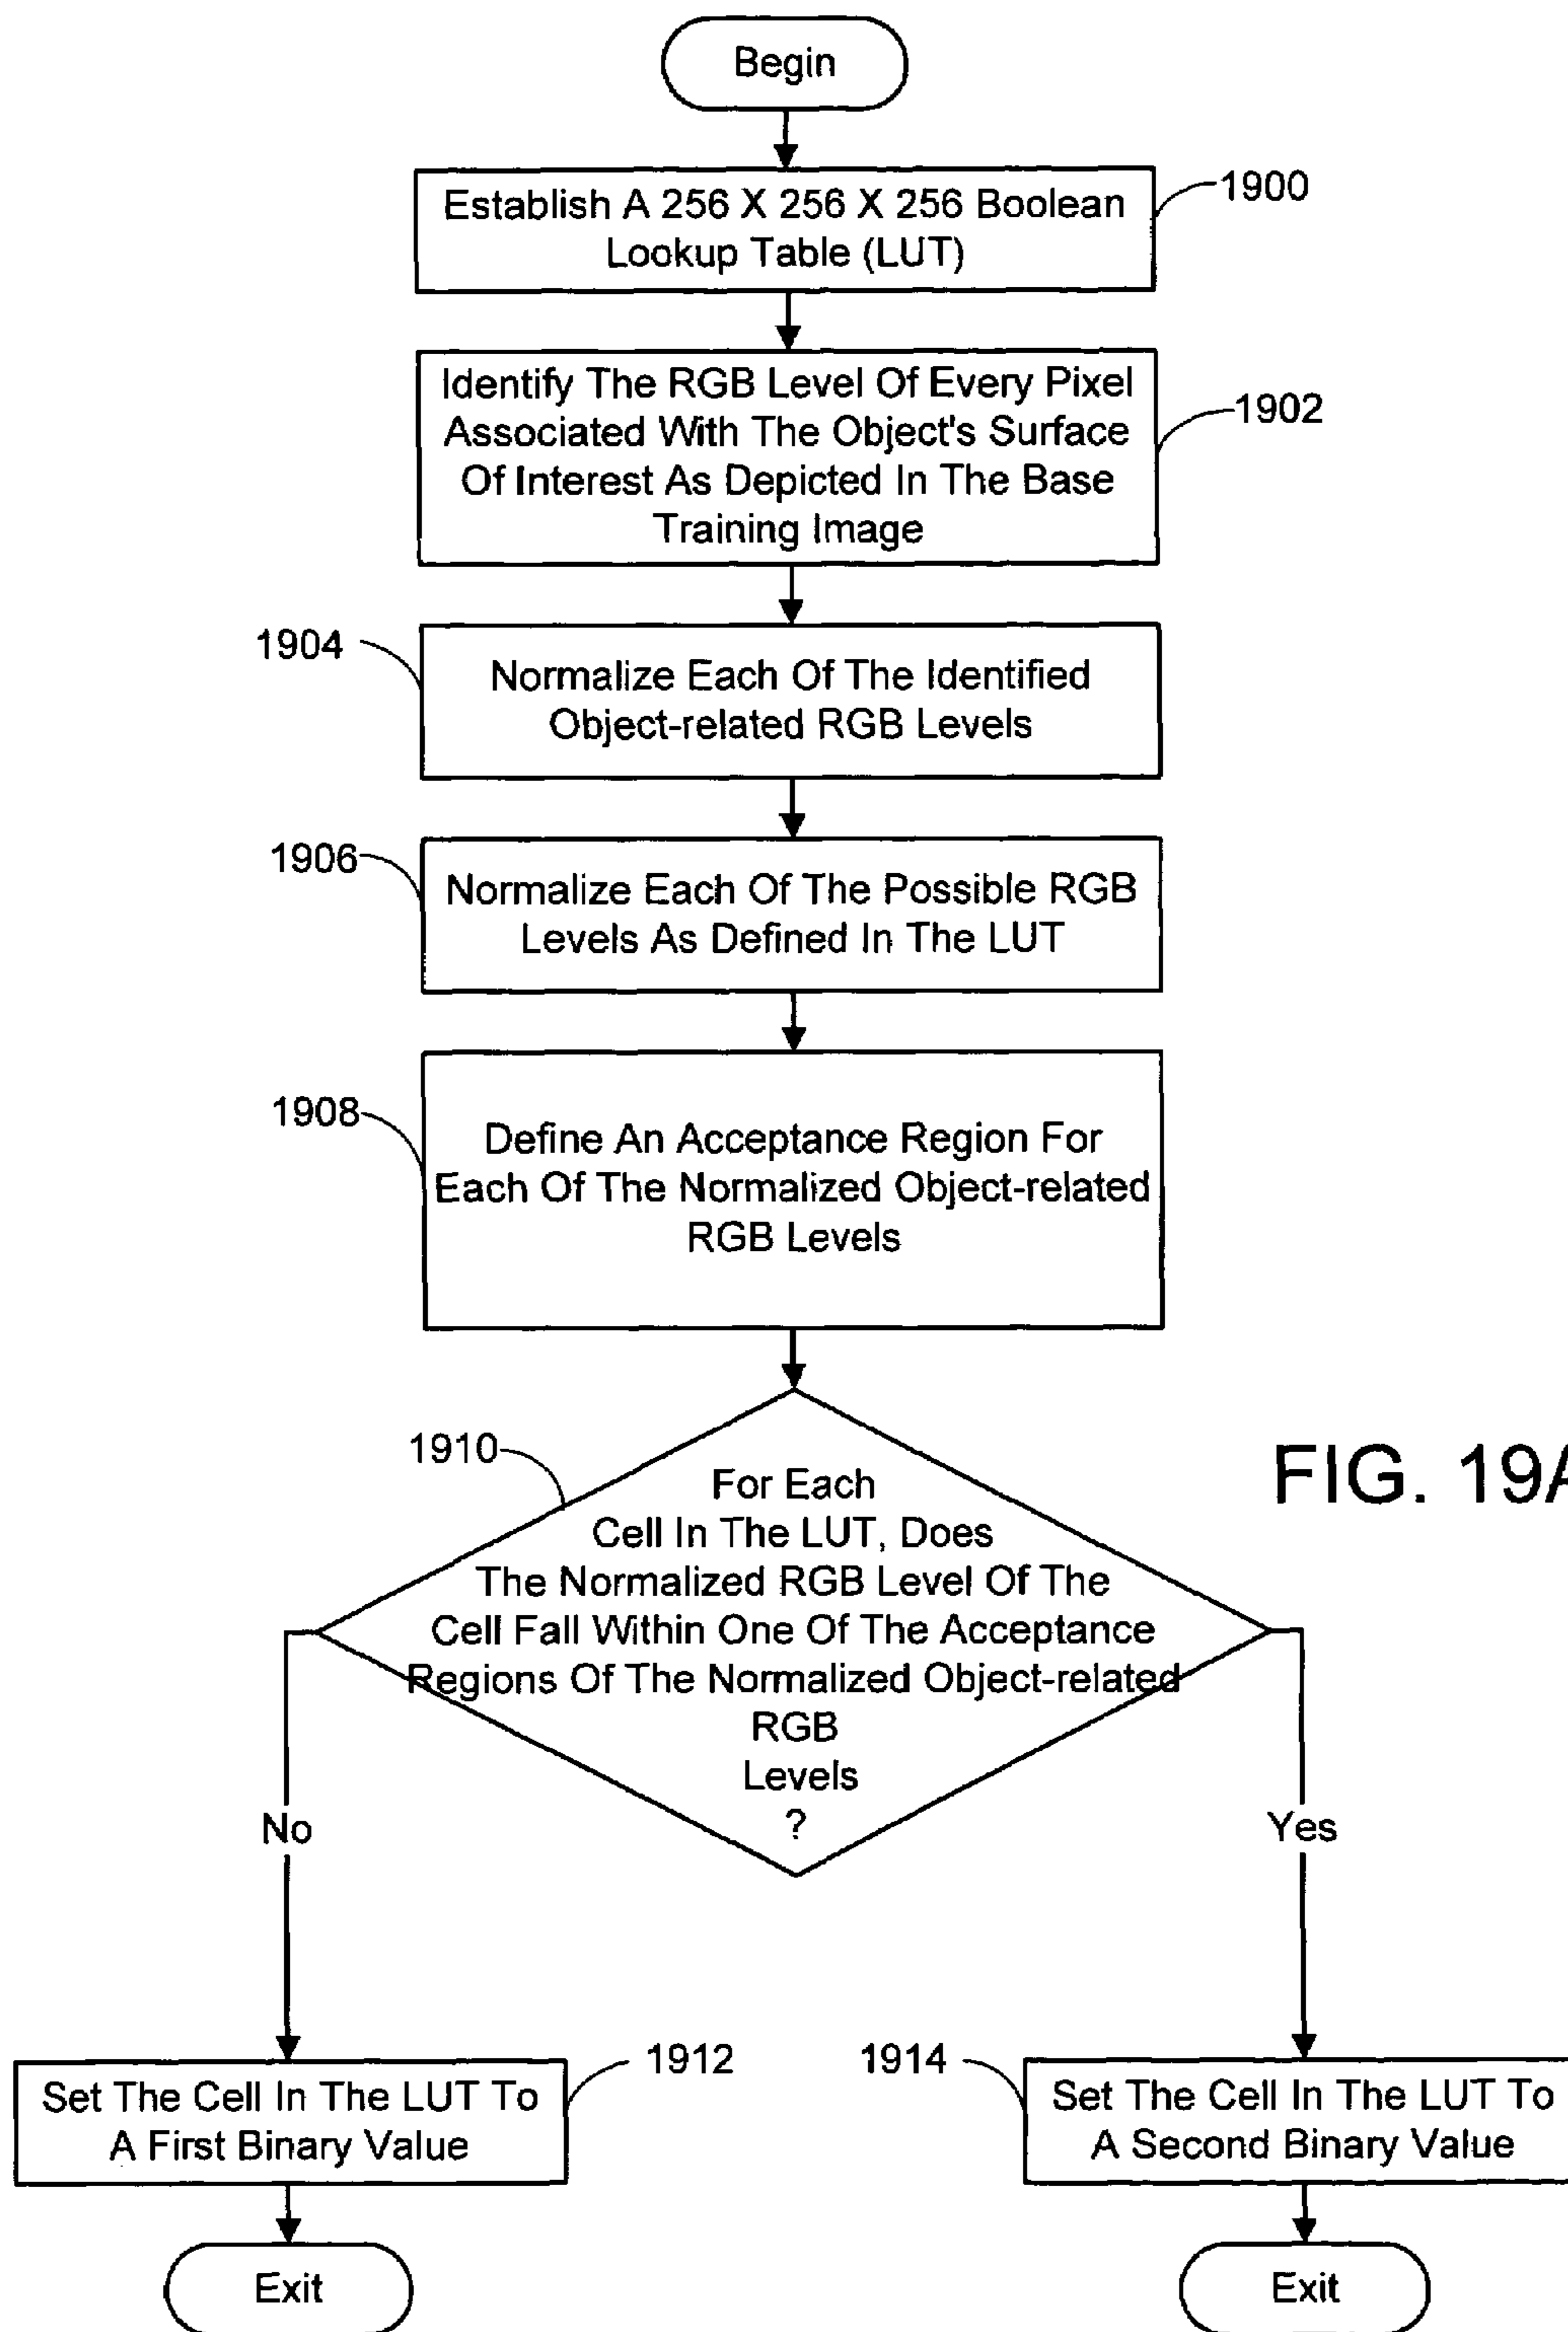 Begin
Establish A 256 X 256 X 256 Boolean
Lookup Table (LUT)
1900
Identify The RGB Level Of Every Pixel
Associated With The Object's Surface
Of Interest As Depicted In The Base
Training Image
1902
1904
Normalize Each Of The Identified
Object-related RGB Levels
1906
Normalize Each Of The Possible RGB
Levels As Defined In The LUT
1908
Define An Acceptance Region For
Each Of The Normalized Object-related
RGB Levels
1910
For Each
Cell In The LUT, Does
The Normalized RGB Level Of The
Cell Fall Within One Of The Acceptance
Regions Of The Normalized Object-related
RGB
Levels
?
FIG. 19A
No
Yes
1912
1914
Set The Cell In The LUT To
A First Binary Value
Set The Cell In The LUT To
A Second Binary Value
Exit
Exit